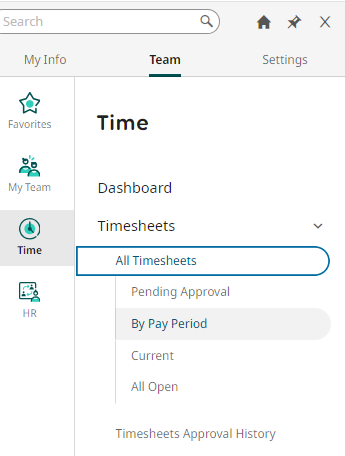 Search
My Info
Team
Settings
Favorites
My Team
Time
HR
Time
Dashboard
Timesheets
All Timesheets
Pending Approval
By Pay Period
Current
All Open
Timesheets Approval History